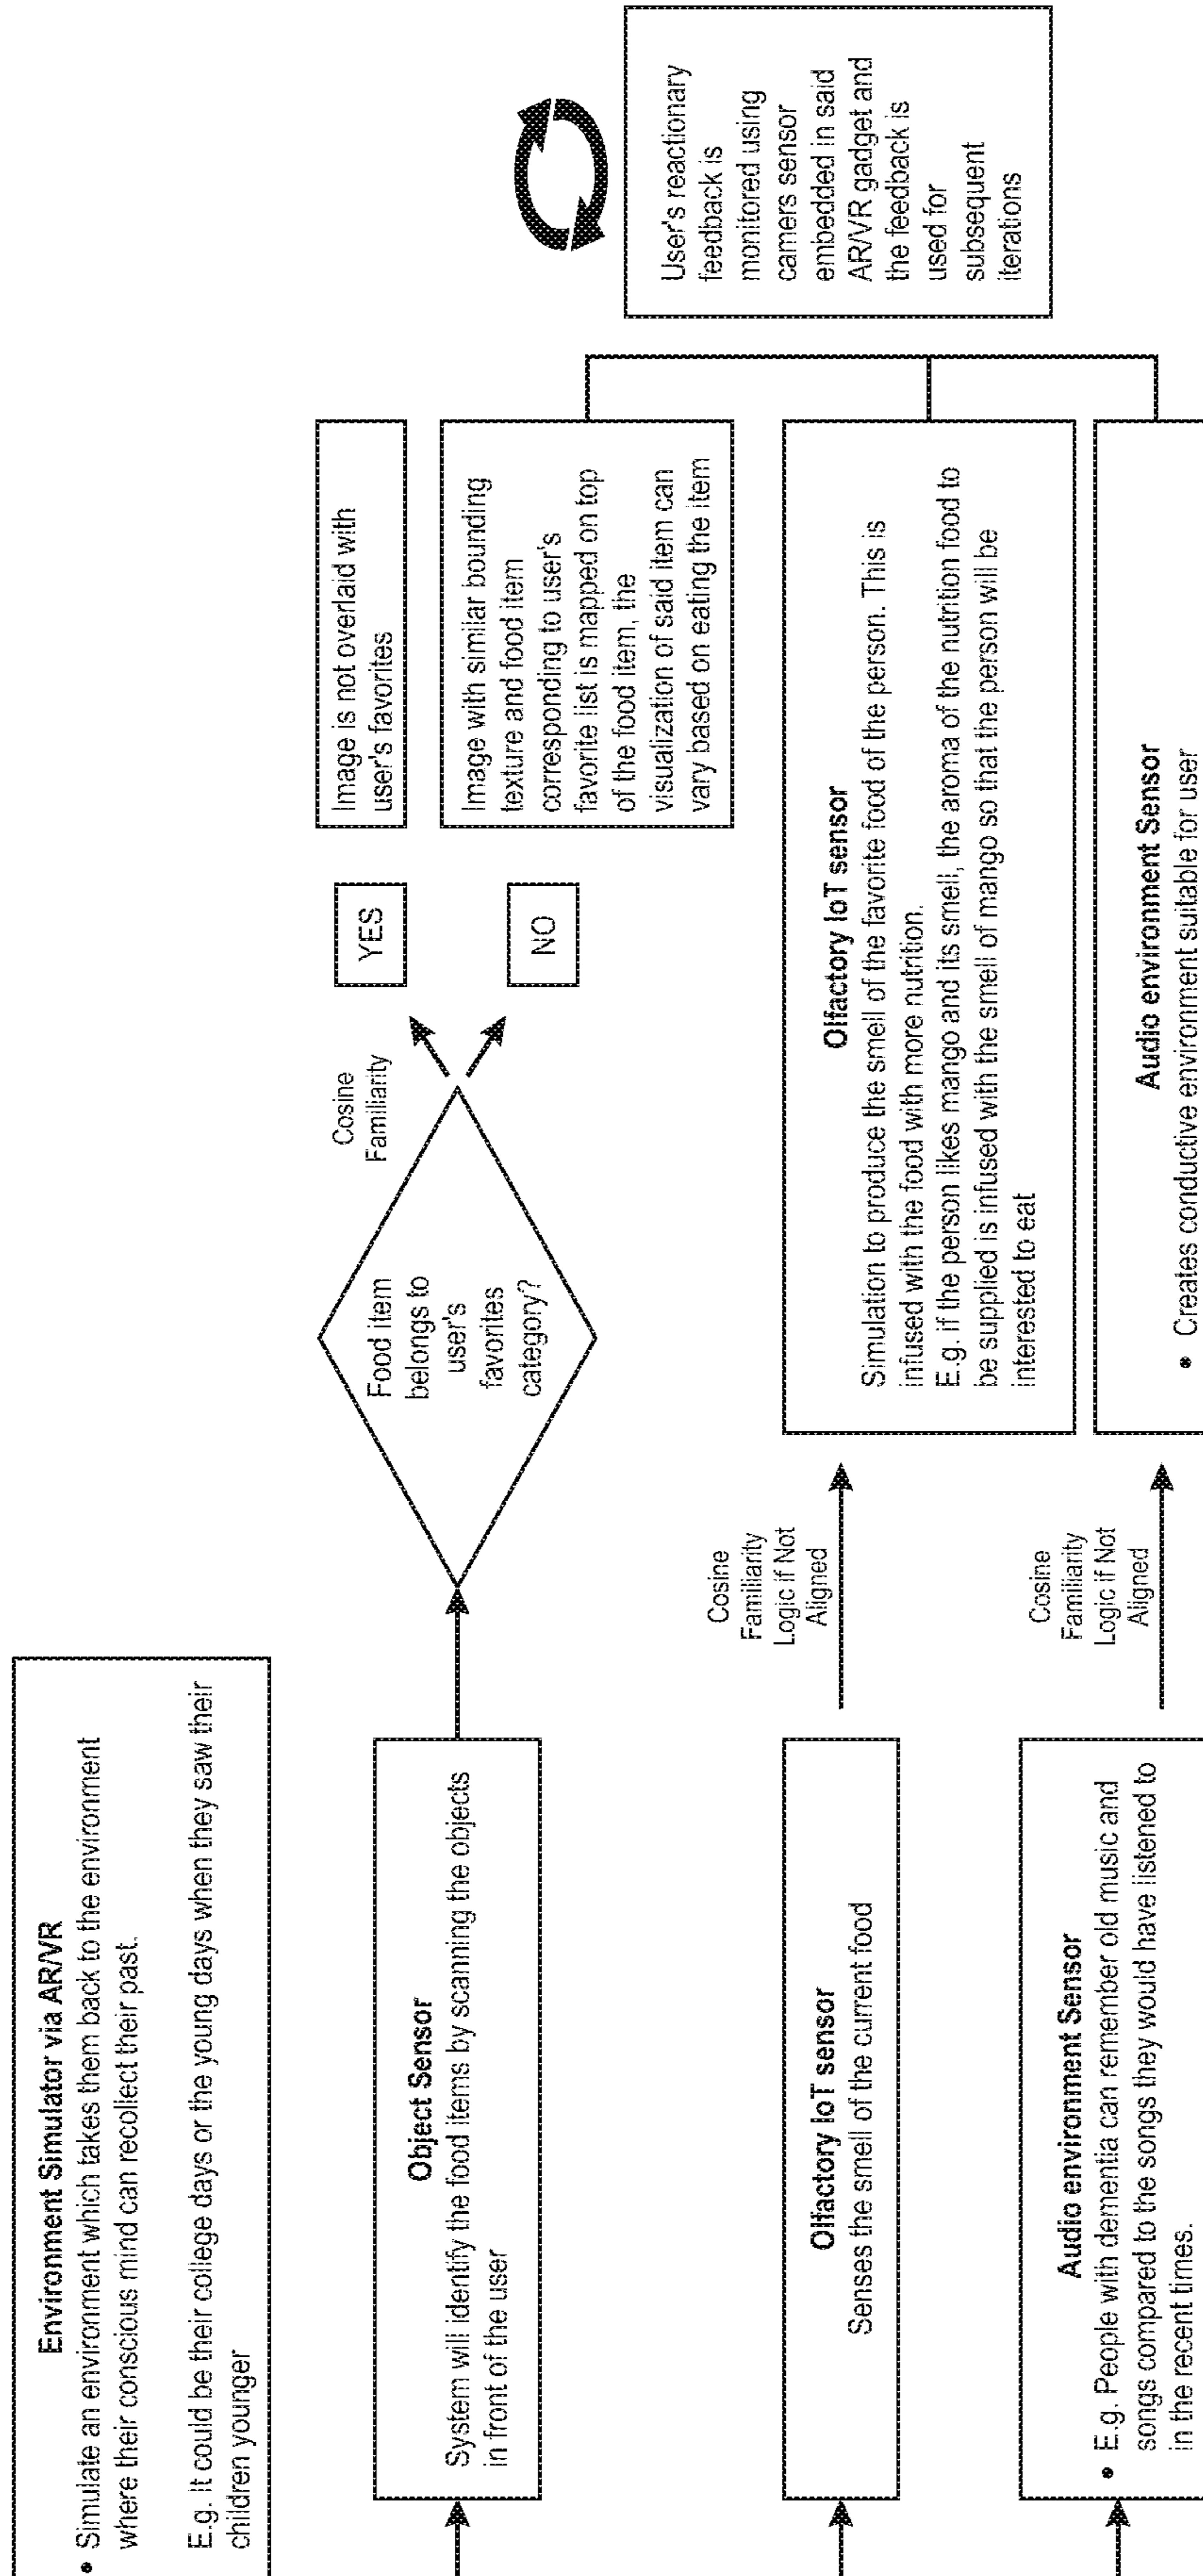 Environment Simulator via AR/VR
• Simulate an environment which takes them back to the environment
where their conscious mind can recollect their past.
E.g. It could be their college days or the young days when they saw their
children younger
Object Sensor
System will identify the food items by scanning the objects
in front of the user
Food item
belongs to
user's
favorites
category?
Cosine
Familiarity
YES
NO
Image is not overlaid with
user's favorites
Image with similar bounding
texture and food item
corresponding to user's
favorite list is mapped on top
of the food item, the
visualization of said item can
vary based on eating the item
Olfactory IoT sensor
Senses the smell of the current food
Cosine
Familiarity
Logic if Not
Aligned
Olfactory IoT sensor
Simulation to produce the smell of the favorite food of the person. This is
infused with the food with more nutrition.
E.g. if the person likes mango and its smell, the aroma of the nutrition food to
be supplied is infused with the smell of mango so that the person will be
interested to eat
Audio environment Sensor
• E.g. People with dementia can remember old music and
songs compared to the songs they would have listened to
in the recent times.
Cosine
Familiarity
Logic if Not
Aligned
Audio environment Sensor
• Creates conductive environment suitable for user
User's reactionary
feedback is
monitored using
camers sensor
embedded in said
AR/VR gadget and
the feedback is
used for
subsequent
iterations